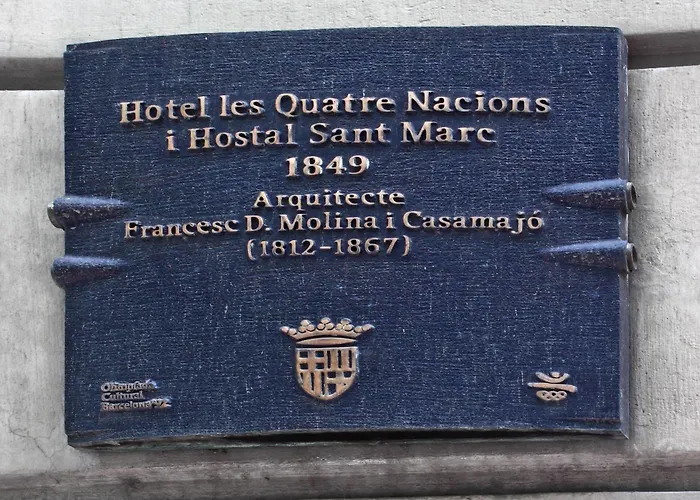 Hotel les Quatre Nacions
i Hostal Sant Marc
1849
Arquitecte
Francesc D. Molina i Casamajó
(1812-1867)
Olimpíada
Cultural
Barcelona'92